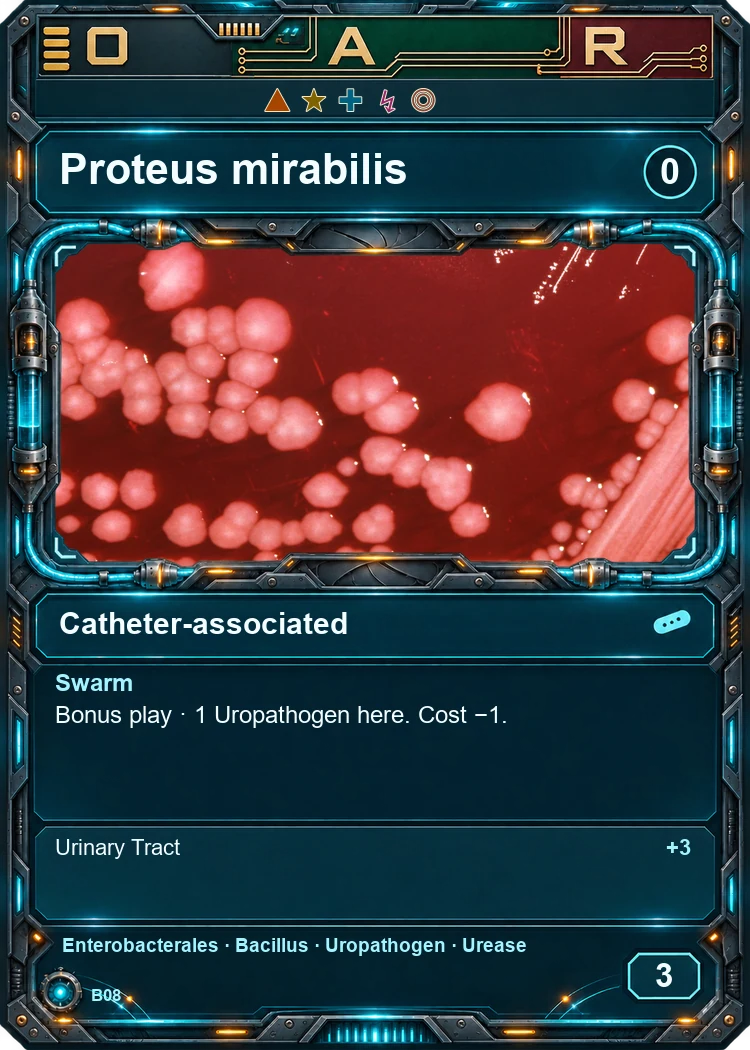 O A R
Proteus mirabilis 0
Catheter-associated
Swarm
Bonus play · 1 Uropathogen here. Cost −1.
Urinary Tract +3
Enterobacterales · Bacillus · Uropathogen · Urease
3
B08